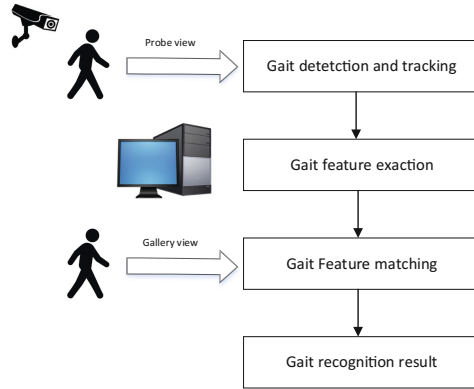 Probe view
Gait detetction and tracking
Gait feature exaction
Gallery view
Gait Feature matching
Gait recognition result